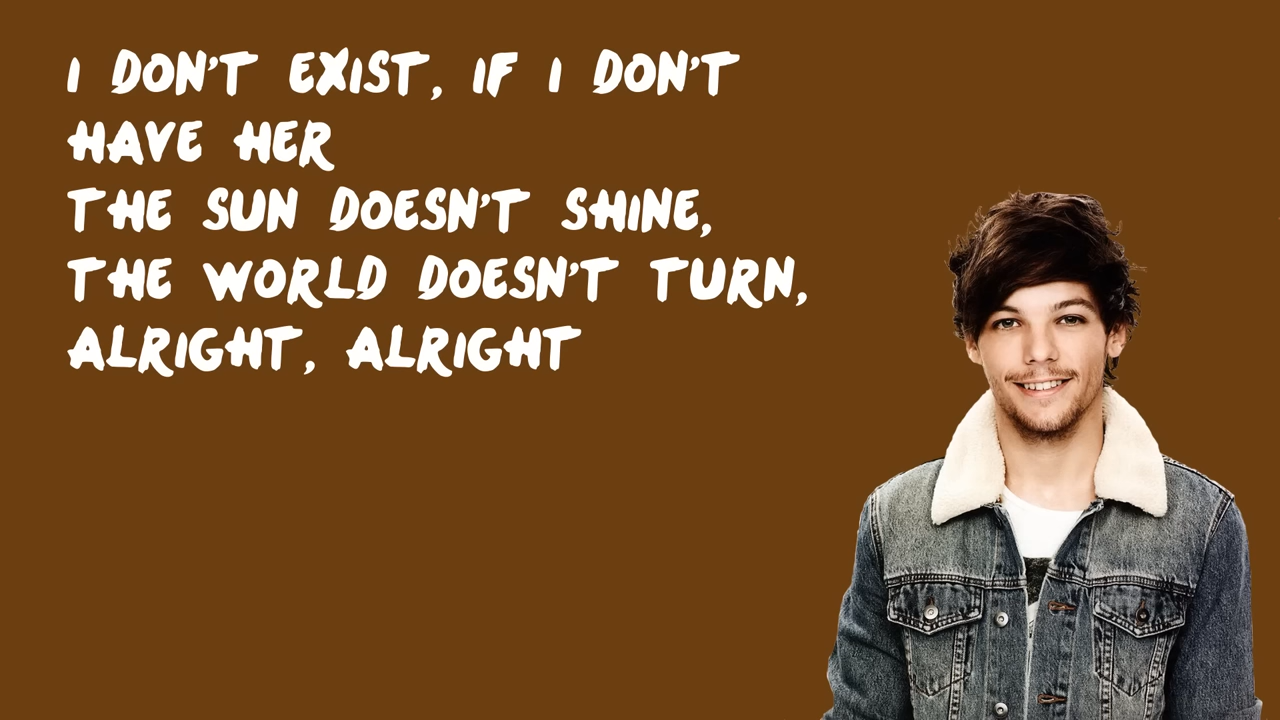 I DON'T EXIST, IF I DON'T
HAVE HER
THE SUN DOESN'T SHINE,
THE WORLD DOESN'T TURN,
ALRIGHT, ALRIGHT